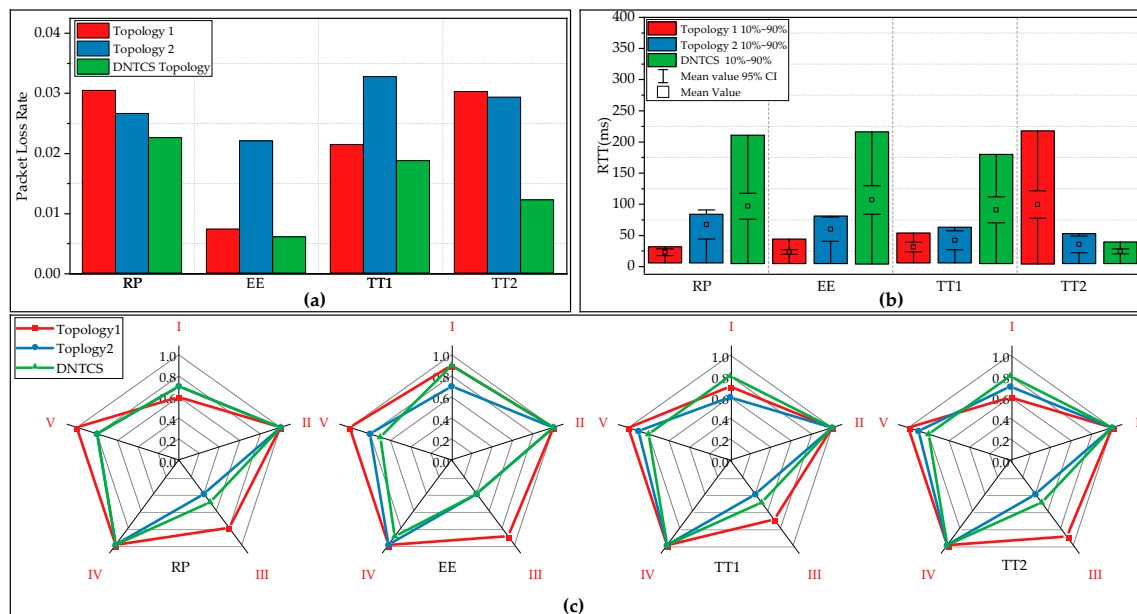 Topology 1
Topology 2
DNTCS Topology
Packet Loss Rate
0.04
0.03
0.02
0.01
0.00
RP
EE
TT1
TT2
(a)
Topology 1 10%~90%
Topology 2 10%~90%
DNTCS 10%~90%
Mean value 95% CI
Mean Value
RTT(ms)
400
350
300
250
200
150
100
50
0
RP
EE
TT1
TT2
(b)
Topology1
Toplogy2
DNTCS
I
II
III
IV
V
1.0
0.8
0.6
0.4
0.2
0.0
RP
I
II
III
IV
V
1.0
0.8
0.6
0.4
0.2
0.0
EE
I
II
III
IV
V
1.0
0.8
0.6
0.4
0.2
0.0
TT1
I
III
IV
V
1.0
0.8
0.6
0.4
0.2
0.0
TT2
(c)